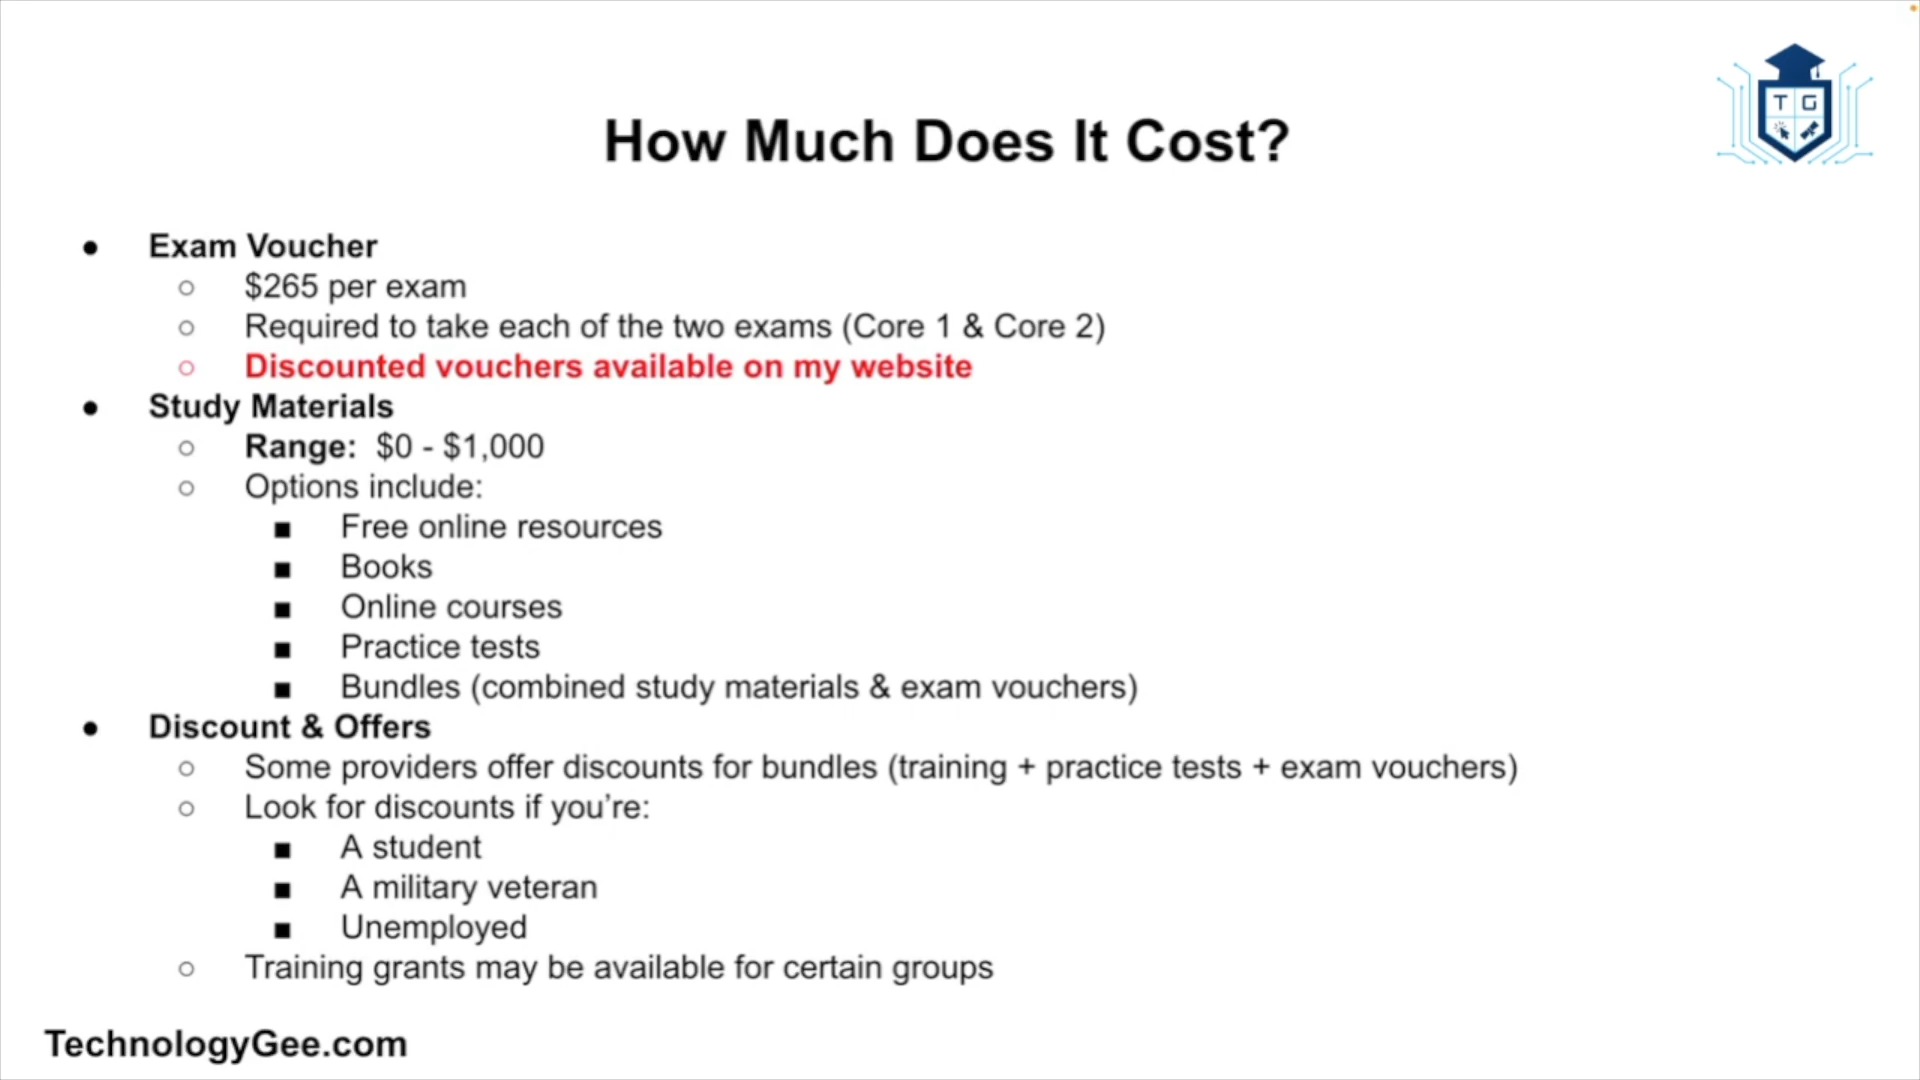 T G
How Much Does It Cost?
● Exam Voucher
○ $265 per exam
○ Required to take each of the two exams (Core 1 & Core 2)
○ Discounted vouchers available on my website
● Study Materials
○ Range: $0 - $1,000
○ Options include:
■ Free online resources
■ Books
■ Online courses
■ Practice tests
■ Bundles (combined study materials & exam vouchers)
● Discount & Offers
○ Some providers offer discounts for bundles (training + practice tests + exam vouchers)
○ Look for discounts if you’re:
■ A student
■ A military veteran
■ Unemployed
○ Training grants may be available for certain groups
TechnologyGee.com